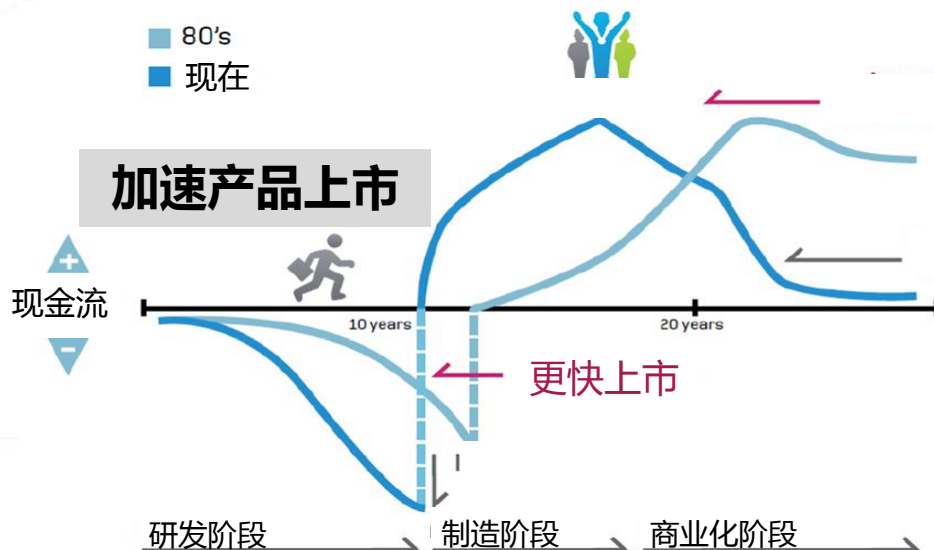 80's
现在
加速产品上市
+
现金流
10 years
20 years
-
更快上市
研发阶段
制造阶段
商业化阶段